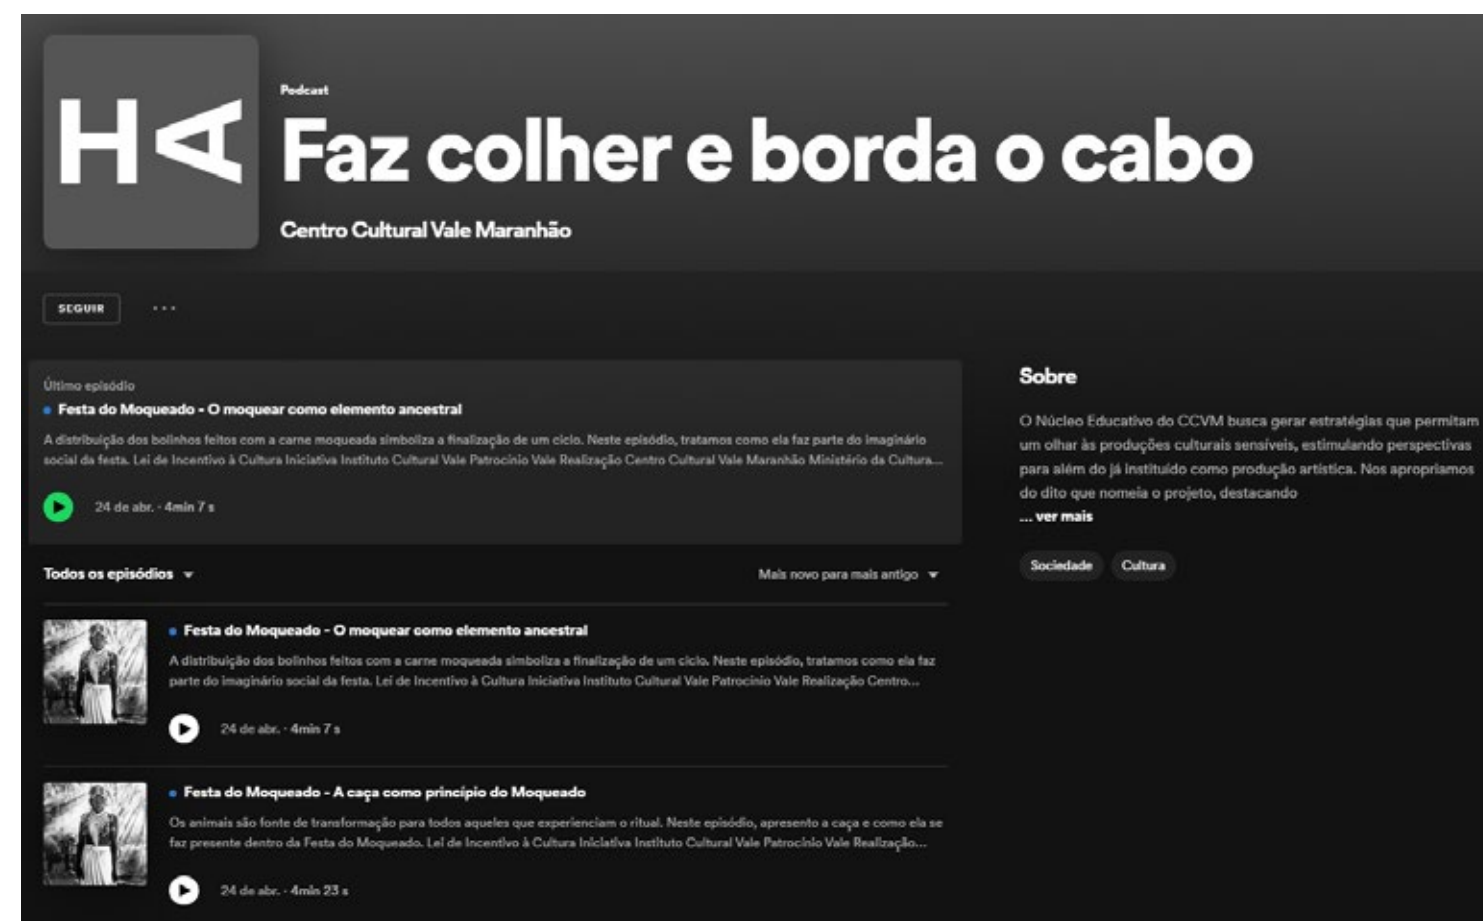 HA
Podcast
Faz colher e borda o cabo
Centro Cultural Vale Maranhão
SEGUIR
...
Último episódio
Festa do Moqueado - O moquear como elemento ancestral
A distribuição dos bolinhos feitos com a carne moqueada simboliza a finalização de um ciclo. Neste episódio, tratamos como ela faz parte do imaginário
social da festa. Lei de Incentivo à Cultura Iniciativa Instituto Cultural Vale Patrocínio Vale Realização Centro Cultural Vale Maranhão Ministério da Cultura...
24 de abr. · 4min 7 s
Todos os episódios
Mais novo para mais antigo
Festa do Moqueado - O moquear como elemento ancestral
A distribuição dos bolinhos feitos com a carne moqueada simboliza a finalização de um ciclo. Neste episódio, tratamos como ela faz
parte do imaginário social da festa. Lei de Incentivo à Cultura Iniciativa Instituto Cultural Vale Patrocínio Vale Realização Centro...
24 de abr. · 4min 7 s
Festa do Moqueado - A caça como princípio do Moqueado
Os animais são fonte de transformação para todos aqueles que experienciam o ritual. Neste episódio, apresento a caça e como ela se
faz presente dentro da Festa do Moqueado. Lei de Incentivo à Cultura Iniciativa Instituto Cultural Vale Patrocínio Vale Realização...
24 de abr. · 4min 23 s
Sobre
O Núcleo Educativo do CCVM busca gerar estratégias que permitam
um olhar às produções culturais sensíveis, estimulando perspectivas
para além do já instituído como produção artística. Nos apropriamos
do dito que nomeia o projeto, destacando
... ver mais
Sociedade
Cultura